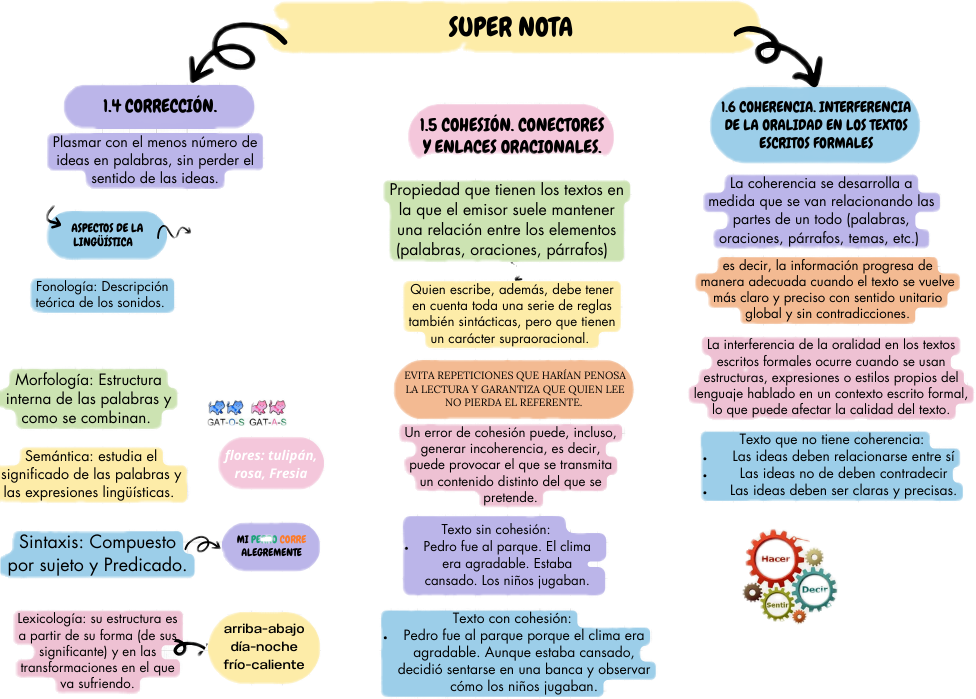 SUPER NOTA
1.4 CORRECCIÓN.
Plasmar con el menos número de
ideas en palabras, sin perder el
sentido de las ideas.
ASPECTOS DE LA
LINGÜÍSTICA
Fonología: Descripción
teórica de los sonidos.
Morfología: Estructura
interna de las palabras y
como se combinan.
GAT-O-S GAT-A-S
Semántica: estudia el
significado de las palabras y
las expresiones lingüísticas.
flores: tulipán,
rosa, Fresia
Sintaxis: Compuesto
por sujeto y Predicado.
MI CORRE
ALEGREMENTE
Lexicología: su estructura es
a partir de su forma (de sus
significante) y en las
transformaciones en el que
va sufriendo.
arriba-abajo
día-noche
frío-caliente
1.5 COHESIÓN. CONECTORES
Y ENLACES ORACIONALES.
Propiedad que tienen los textos en
la que el emisor suele mantener
una relación entre los elementos
(palabras, oraciones, párrafos)
Quien escribe, además, debe tener
en cuenta toda una serie de reglas
también sintácticas, pero que tienen
un carácter supraoracional.
EVITA REPETICIONES QUE HARÍAN PENOSA
LA LECTURA Y GARANTIZA QUE QUIEN LEE
NO PIERDA EL REFERENTE.
Un error de cohesión puede, incluso,
generar incoherencia, es decir,
puede provocar el que se transmita
un contenido distinto del que se
pretende.
Texto sin cohesión:
• Pedro fue al parque. El clima
era agradable. Estaba
cansado. Los niños jugaban.
Texto con cohesión:
• Pedro fue al parque porque el clima era
agradable. Aunque estaba cansado,
decidió sentarse en una banca y observar
cómo los niños jugaban.
1.6 COHERENCIA. INTERFERENCIA
DE LA ORALIDAD EN LOS TEXTOS
ESCRITOS FORMALES
La coherencia se desarrolla a
medida que se van relacionando las
partes de un todo (palabras,
oraciones, párrafos, temas, etc.)
es decir, la información progresa de
manera adecuada cuando el texto se vuelve
más claro y preciso con sentido unitario
global y sin contradicciones.
La interferencia de la oralidad en los textos
escritos formales ocurre cuando se usan
estructuras, expresiones o estilos propios del
lenguaje hablado en un contexto escrito formal,
lo que puede afectar la calidad del texto.
Texto que no tiene coherencia:
• Las ideas deben relacionarse entre sí
• Las ideas no de deben contradecir
• Las ideas deben ser claras y precisas.
Hacer
Decir
Sentir